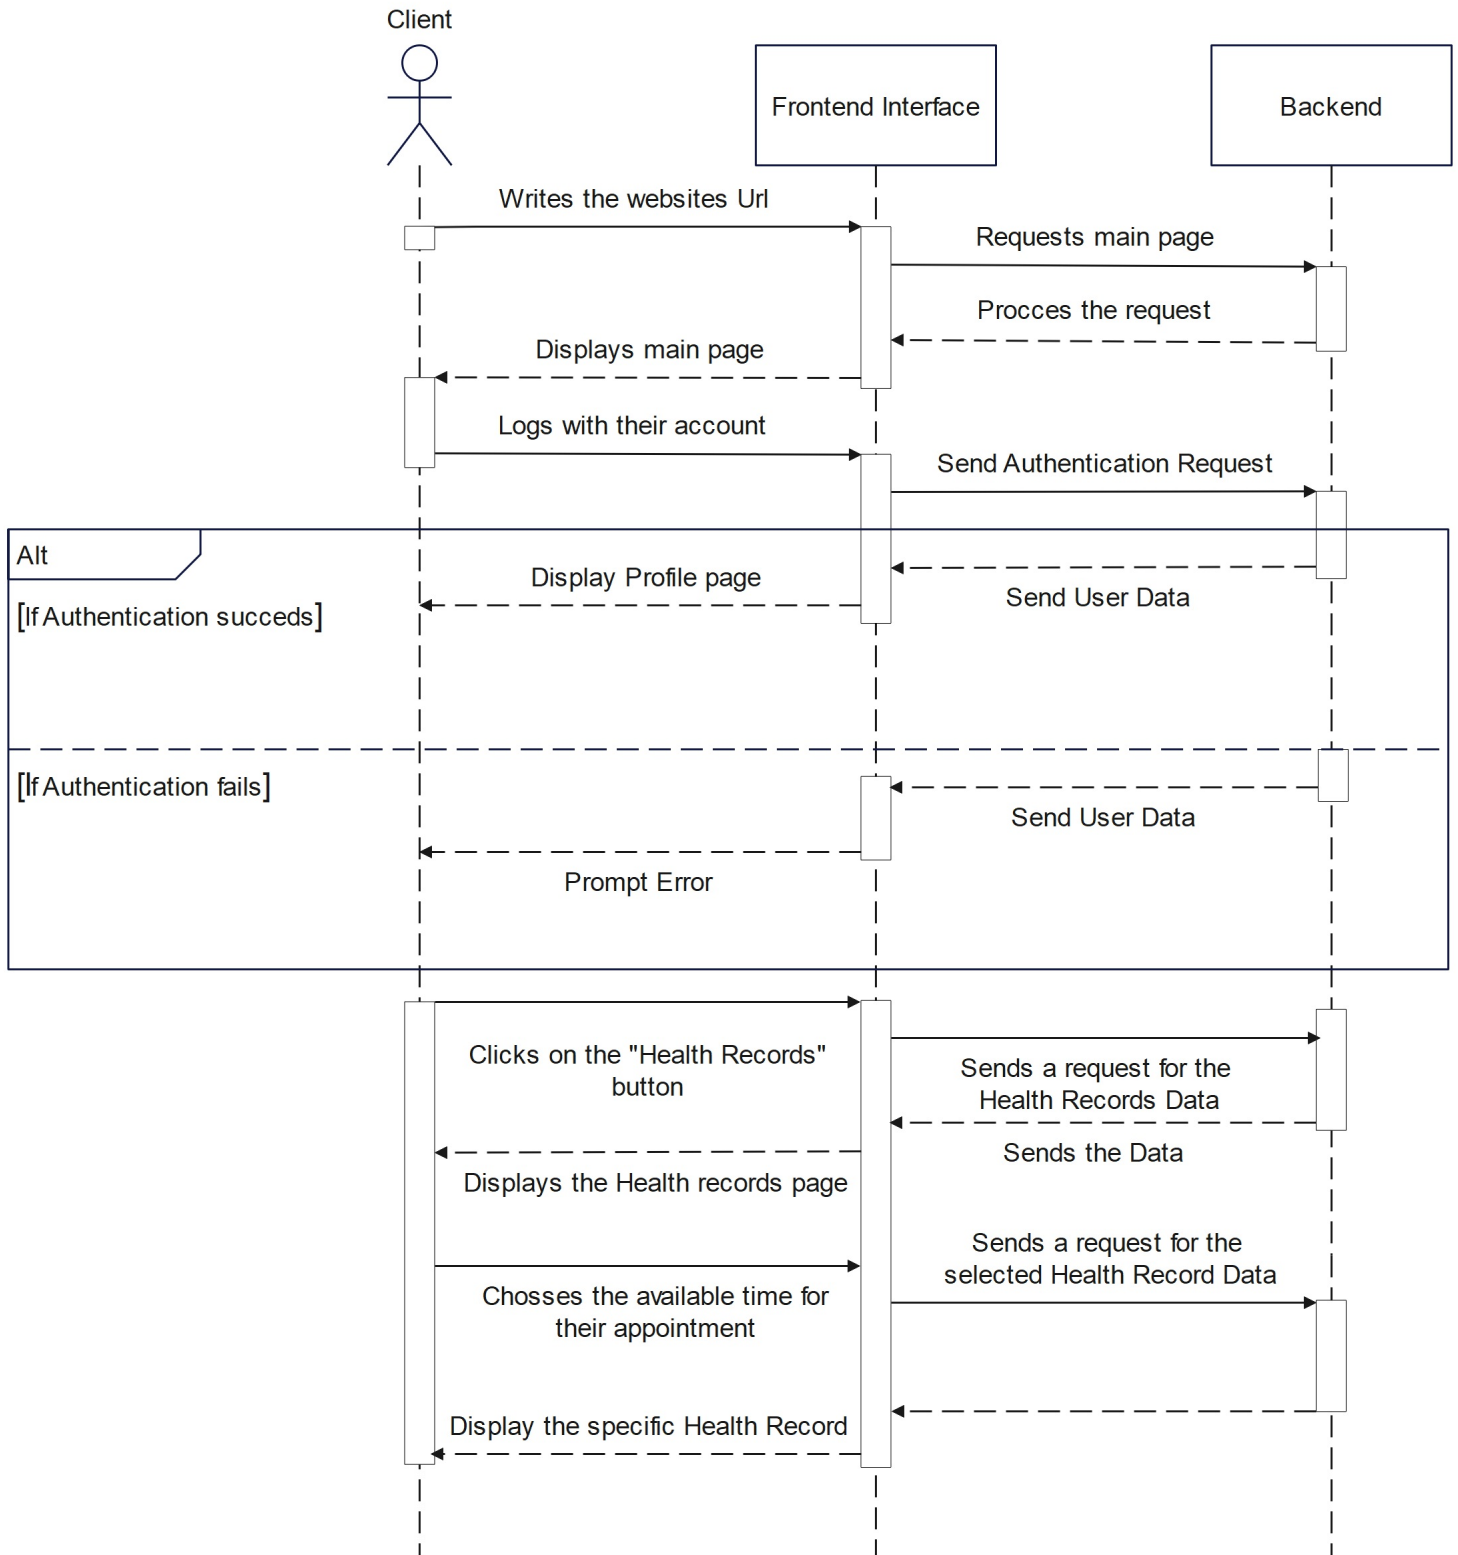 Client
Frontend Interface
Backend
Writes the websites Url
Requests main page
Procces the request
Displays main page
Logs with their account
Send Authentication Request
Alt
Display Profile page
Send User Data
[If Authentication succeds]
[If Authentication fails]
Send User Data
Prompt Error
Clicks on the "Health Records"
button
Sends a request for the
Health Records Data
Sends the Data
Displays the Health records page
Sends a request for the
selected Health Record Data
Chosses the available time for
their appointment
Display the specific Health Record